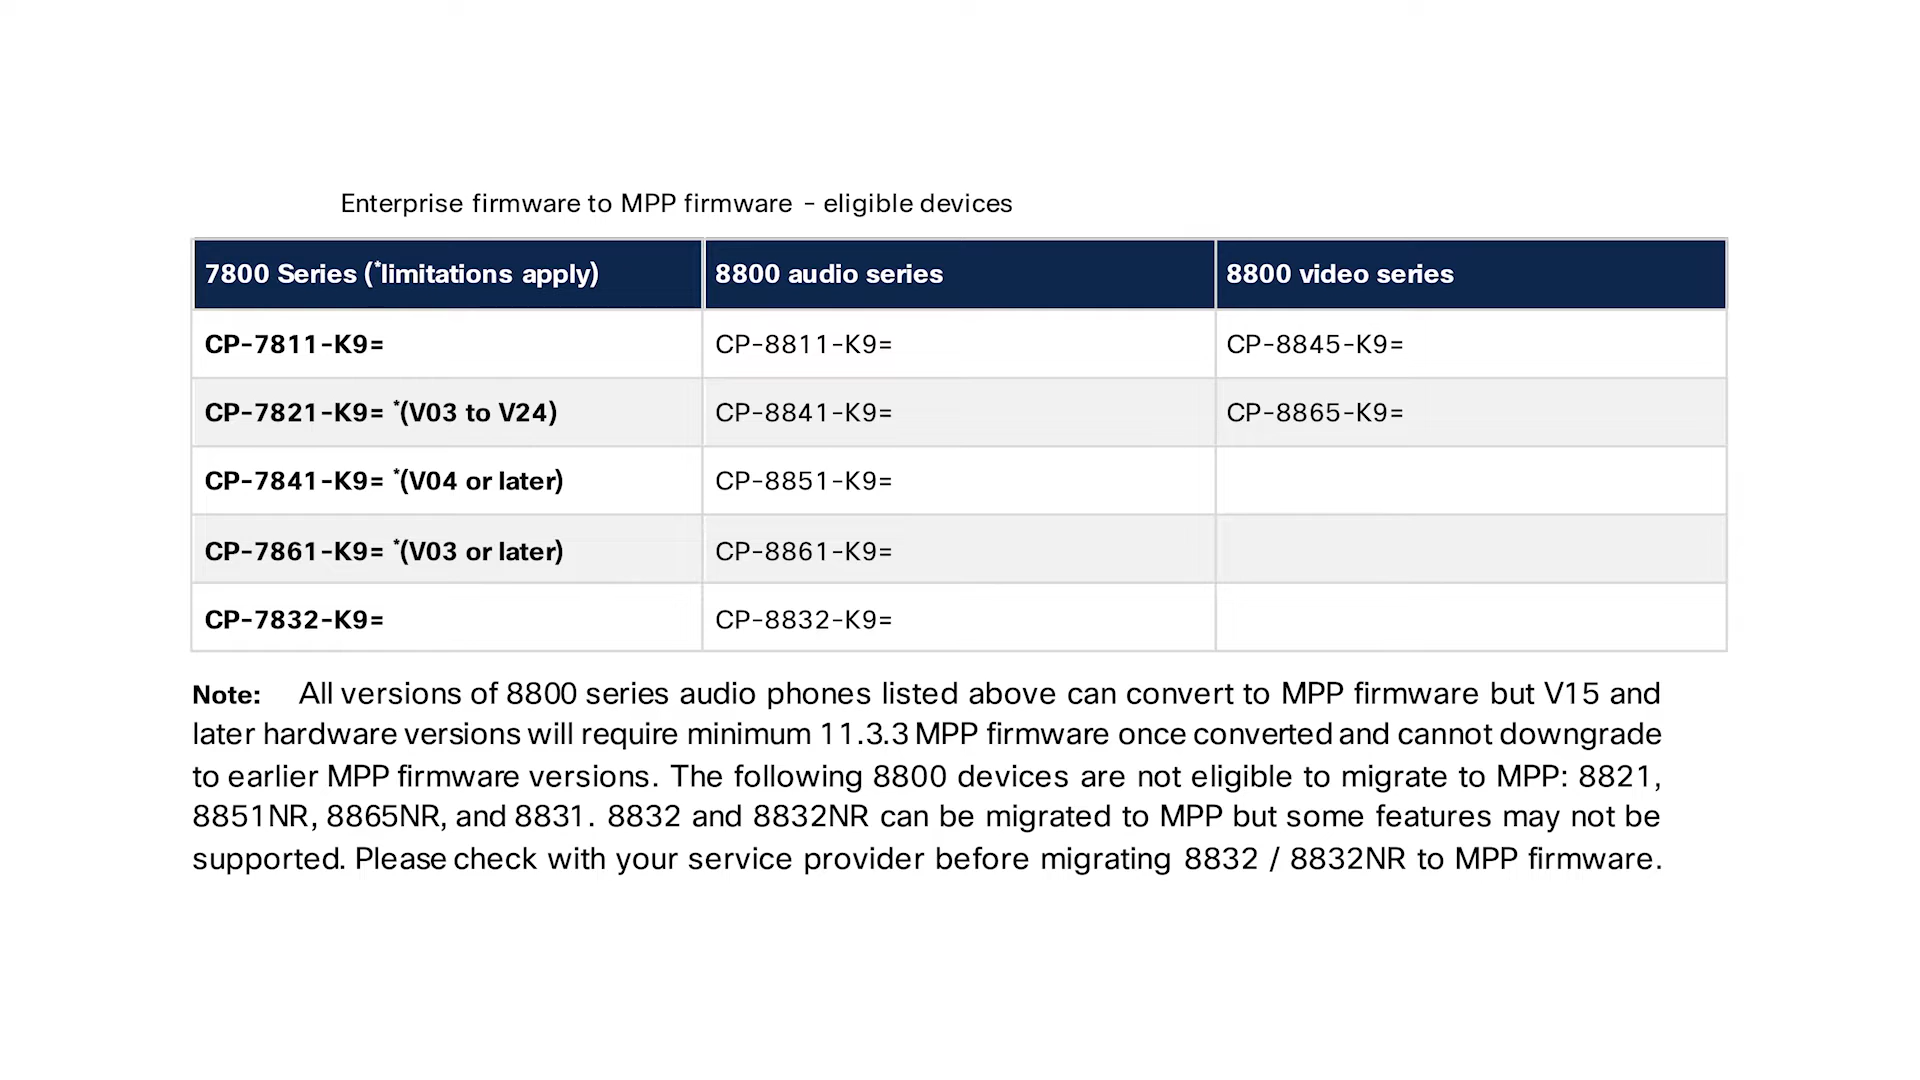 Enterprise firmware to MPP firmware - eligible devices
7800 Series (*limitations apply) 8800 audio series 8800 video series
CP-7811-K9= CP-8811-K9= CP-8845-K9=
CP-7821-K9= *(V03 to V24) CP-8841-K9= CP-8865-K9=
CP-7841-K9= *(V04 or later) CP-8851-K9=
CP-7861-K9= *(V03 or later) CP-8861-K9=
CP-7832-K9= CP-8832-K9=
Note: All versions of 8800 series audio phones listed above can convert to MPP firmware but V15 and
later hardware versions will require minimum 11.3.3 MPP firmware once converted and cannot downgrade
to earlier MPP firmware versions. The following 8800 devices are not eligible to migrate to MPP: 8821,
8851NR, 8865NR, and 8831. 8832 and 8832NR can be migrated to MPP but some features may not be
supported. Please check with your service provider before migrating 8832 / 8832NR to MPP firmware.